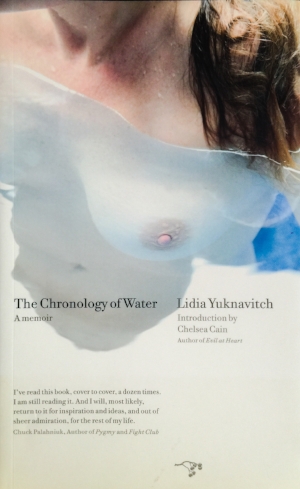 The Chronology of Water
A memoir
Lidia Yuknavitch
Introduction by
Chelsea Cain
Author of Evil at Heart
I've read this book, cover to cover, a dozen times.
I am still reading it. And I will, most likely,
return to it for inspiration and ideas, and out of
sheer admiration, for the rest of my life.
Chuck Palahniuk, Author of Pygmy and Fight Club